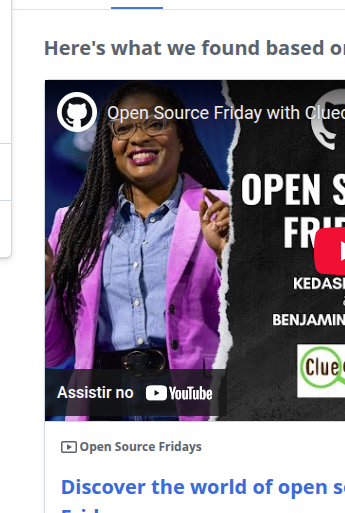 Here's what we found based
Open Source Friday with
OPEN
KEDASH
BENJAMIN
Clue
Assistir no YouTube
Open Source Fridays
Discover the world of open